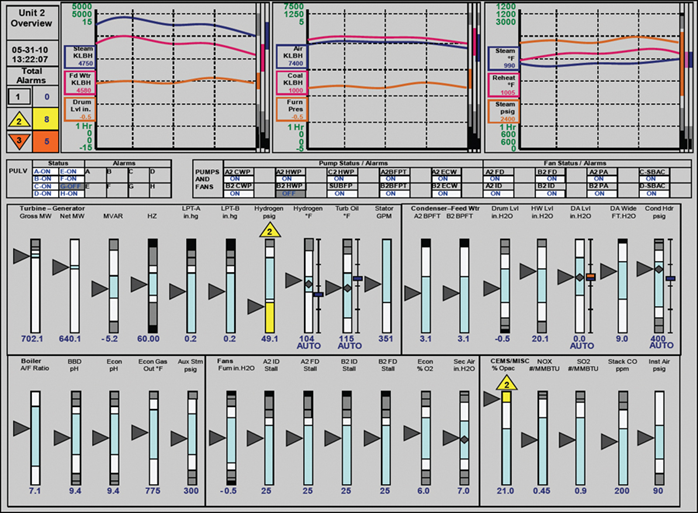 Unit 2
Overview
05-31-10
13:22:07
Total
Alarms
1 0
2 8
3 5
5000
5000
15
Steam
KLBH
4750
Fd Wtr
KLBH
4580
Drum
Lvl in.
-0.5
1 Hr
0
0
-15
7250
10
Air
KLBH
7400
Coal
KLBH
1000
Furn
Pres
-0.5
1 Hr
0
0
-5
1200
1200
3000
Steam
°F
990
Reheat
°F
1005
Steam
psig
2400
1 Hr
0
0
0
PULV
Status Alarms
A-ON E-ON A B C D
B-ON F-ON
C-ON G-OFF E F G H
D-ON H-ON
Pump Status / Alarms Fan Status / Alarms
PUMPS
AND
FANS
A2 CWP A2 HWP C2 HWP A2BFPT A2 ECW A2 FD B2 FD A2 PA C-SBAC
ON ON ON ON ON ON ON ON ON
B2 CWP B2 HWP SUBFP B2BFPT B2 ECW A2 ID B2 ID B2 PA D-SBAC
ON OFF ON ON ON ON ON ON ON
Turbine – Generator
Gross MW Net MW MVAR HZ
LPT-A
in.hg
LPT-B
in.hg
Hydrogen
psig
Hydrogen
°F
Turb Oil
°F
Stator
GPM
2
702.1 640.1 -5.2 60.00 0.2 0.2 49.1 104 115 351
AUTO AUTO
Condenser–Feed Wtr
A2 BPFT B2 BPFT
Drum Lvl
in.H2O
HW Lvl
in.H2O
DA Lvl
in.H2O
DA Wide
FT.H2O
Cond Hdr
psig
3.1 3.1 -0.5 20.1 0.0 9.0 400
AUTO AUTO
Boiler
A/F Ratio
BBD
pH
Econ
pH
Econ Gas
Out °F
Aux Stm
psig
7.1 9.4 9.4 775 300
Fans
Furn in.H2O
A2 ID
Stall
A2 FD
Stall
B2 ID
Stall
B2 FD
Stall
Econ
% O2
Sec Air
in.H2O
-0.5 25 25 25 25 6.0 7.0
CEMS/MISC
% Opac
NOX
#/MMBTU
SO2
#/MMBTU
Stack CO
ppm
Inst Air
psig
2
21.0 0.45 0.9 200 90